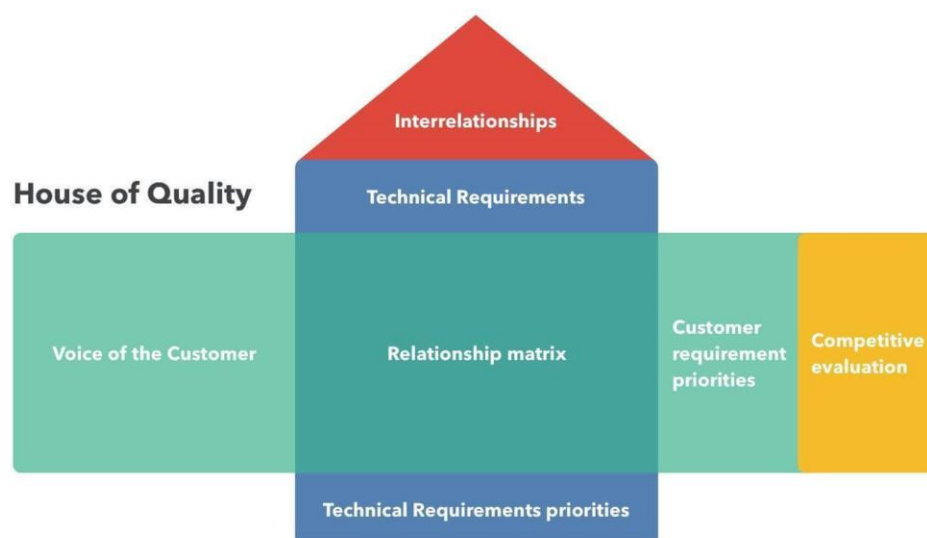 Interrelationships
House of Quality
Technical Requirements
Voice of the Customer
Relationship matrix
Customer
requirement
priorities
Competitive
evaluation
Technical Requirements priorities